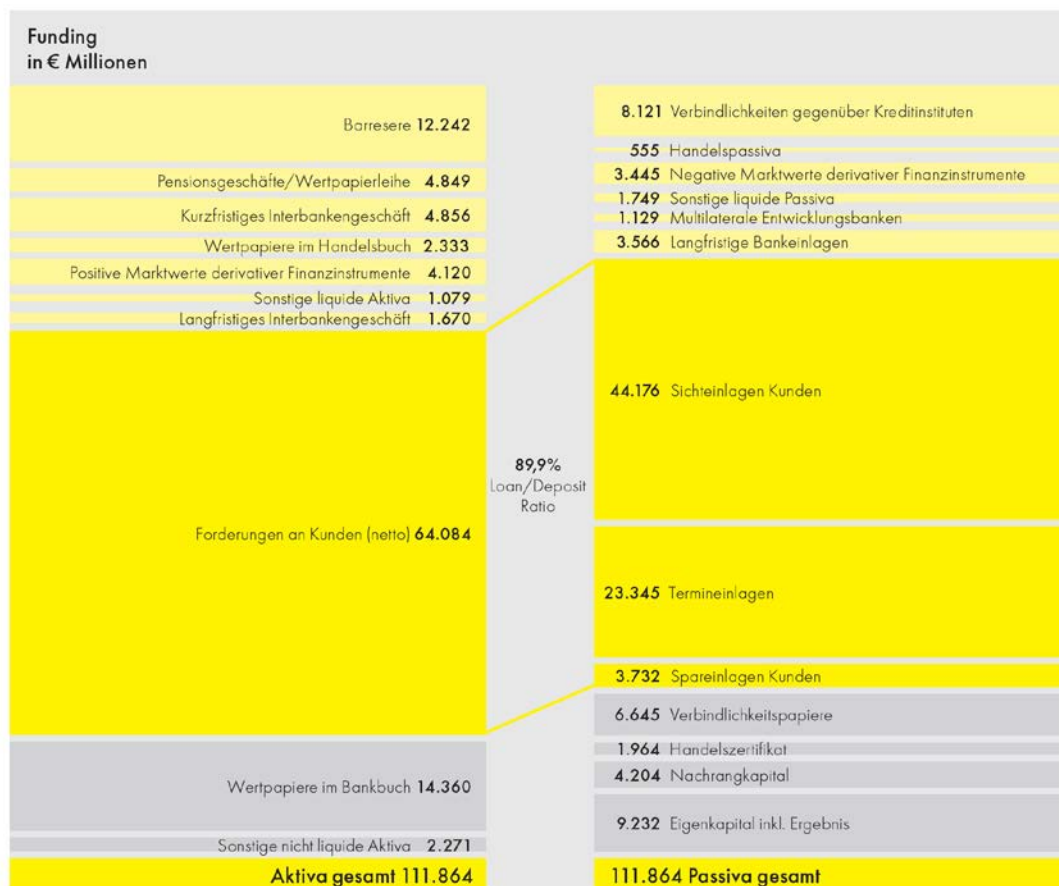 Funding
in € Millionen
Barresere 12.242
Pensionsgeschäfte/Wertpapierleihe 4.849
Kurzfristiges Interbankengeschäft 4.856
Wertpapiere im Handelsbuch 2.333
Positive Marktwerte derivativer Finanzinstrumente 4.120
Sonstige liquide Aktiva 1.079
Langfristiges Interbankengeschäft 1.670
Forderungen an Kunden (netto) 64.084
Wertpapiere im Bankbuch 14.360
Sonstige nicht liquide Aktiva 2.271
Aktiva gesamt 111.864
89,9%
Loan/Deposit
Ratio
8.121 Verbindlichkeiten gegenüber Kreditinstituten
555 Handelspassiva
3.445 Negative Marktwerte derivativer Finanzinstrumente
1.749 Sonstige liquide Passiva
1.129 Multilaterale Entwicklungsbanken
3.566 Langfristige Bankeinlagen
44.176 Sichteinlagen Kunden
23.345 Termineinlagen
3.732 Spareinlagen Kunden
6.645 Verbindlichkeitspapiere
1.964 Handelszertifikat
4.204 Nachrangkapital
9.232 Eigenkapital inkl. Ergebnis
111.864 Passiva gesamt